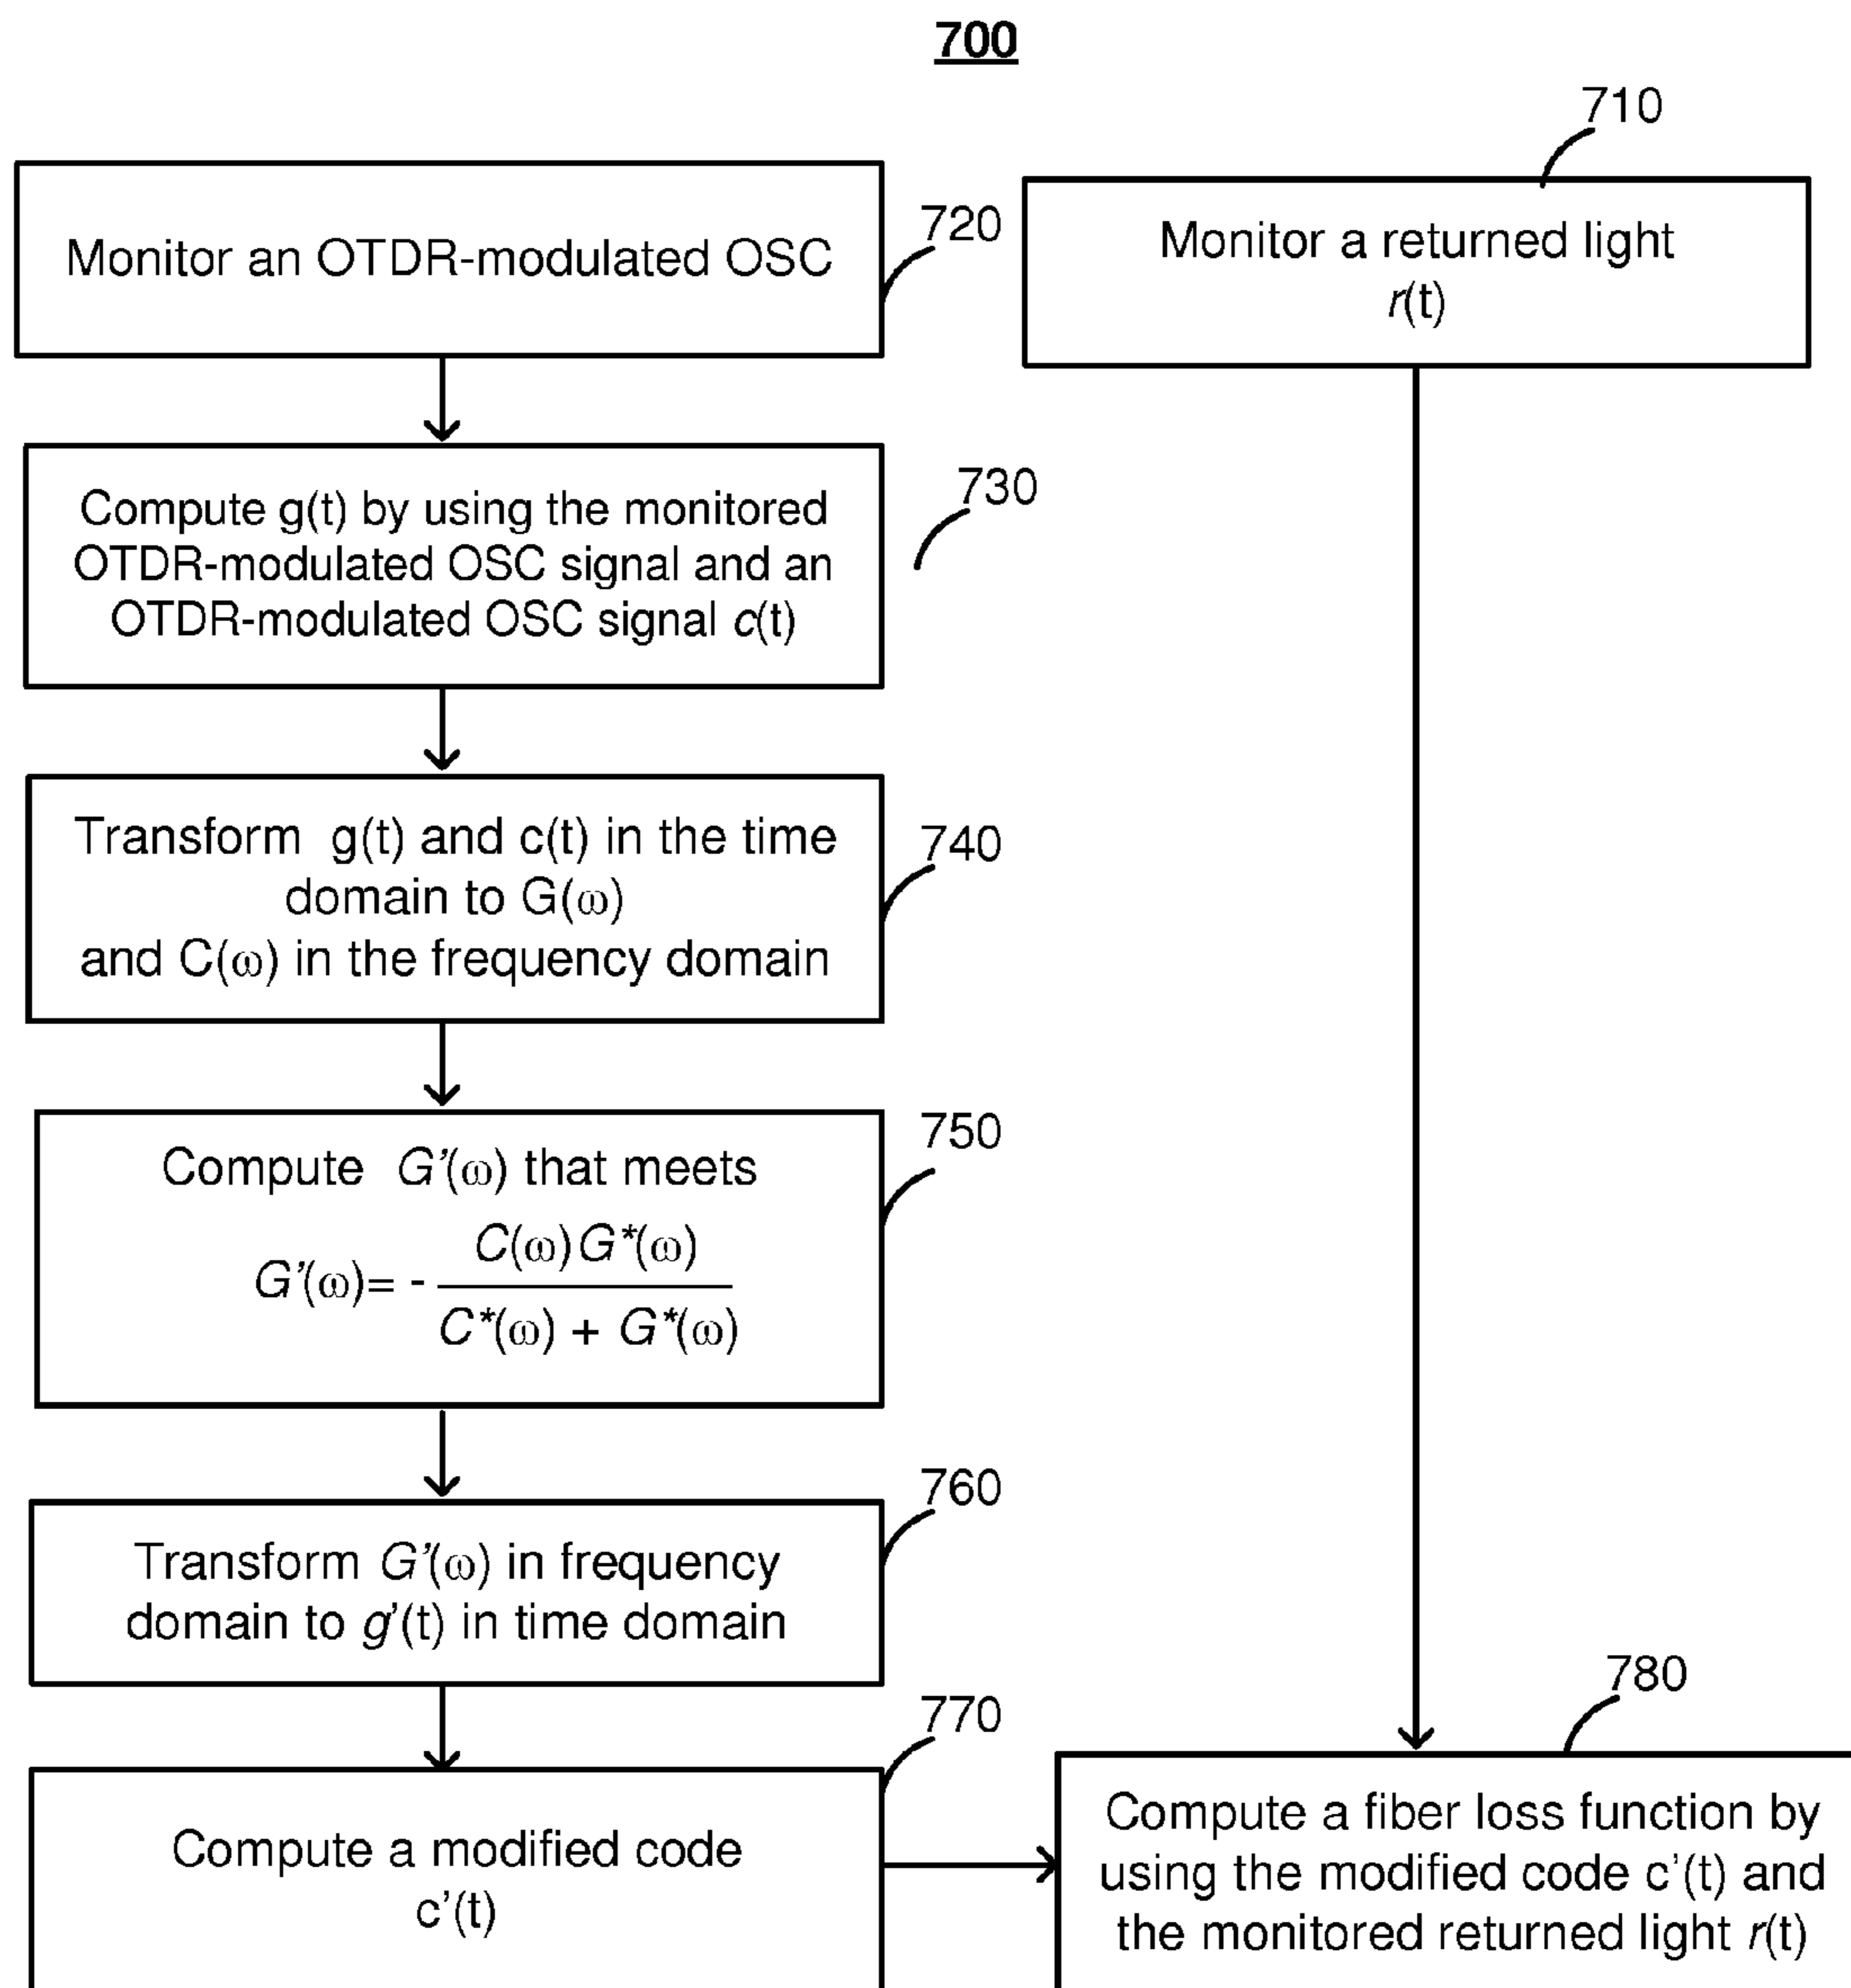 700
710
Monitor a returned light
r(t)
720
Monitor an OTDR-modulated OSC
730
Compute g(t) by using the monitored
OTDR-modulated OSC signal and an
OTDR-modulated OSC signal c(t)
740
Transform g(t) and c(t) in the time
domain to G(ω)
and C(ω) in the frequency domain
750
Compute G’(ω) that meets
C(ω)G*(ω)
G’(ω)= -
C*(ω) + G*(ω)
760
Transform G’(ω) in frequency
domain to g’(t) in time domain
770
Compute a modified code
c’(t)
780
Compute a fiber loss function by
using the modified code c’(t) and
the monitored returned light r(t)